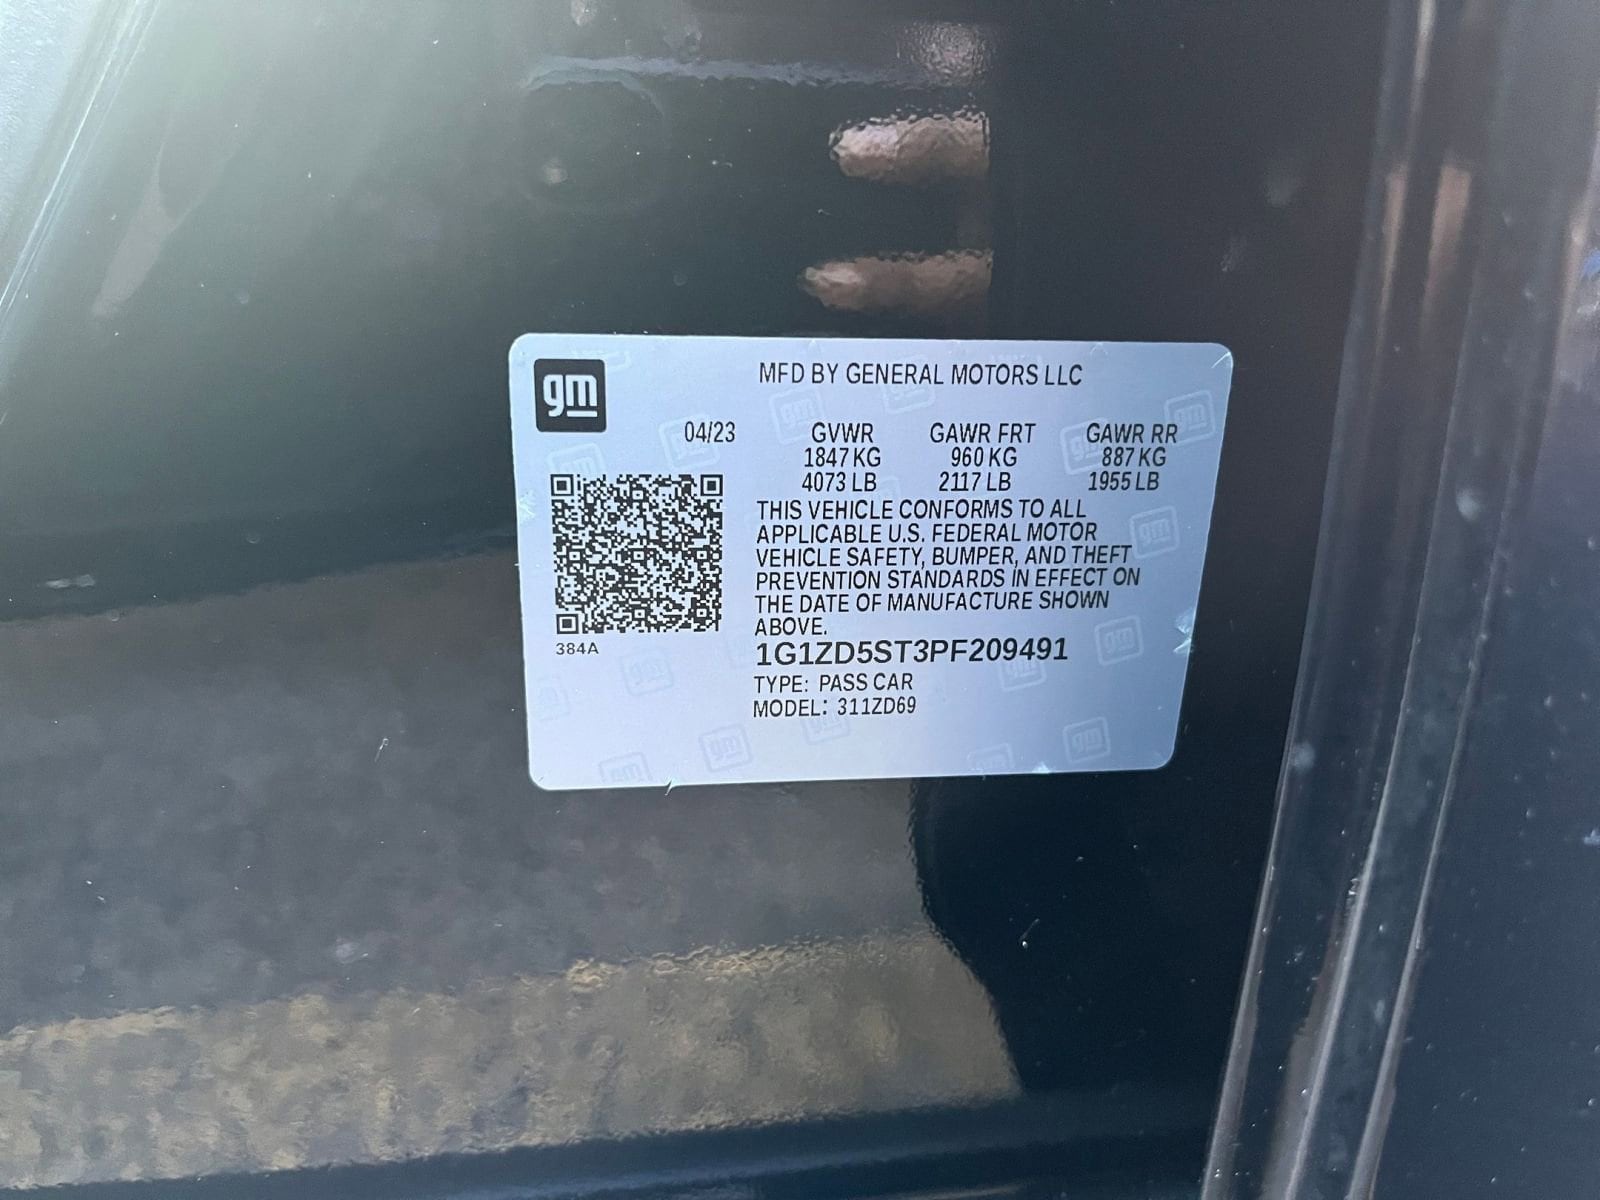 gm
MFD BY GENERAL MOTORS LLC
04/23 GVWR GAWR FRT GAWR RR
1847 KG 960 KG 887 KG
4073 LB 2117 LB 1955 LB
THIS VEHICLE CONFORMS TO ALL
APPLICABLE U.S. FEDERAL MOTOR
VEHICLE SAFETY, BUMPER, AND THEFT
PREVENTION STANDARDS IN EFFECT ON
THE DATE OF MANUFACTURE SHOWN
ABOVE.
384A
1G1ZD5ST3PF209491
TYPE: PASS CAR
MODEL: 311ZD69